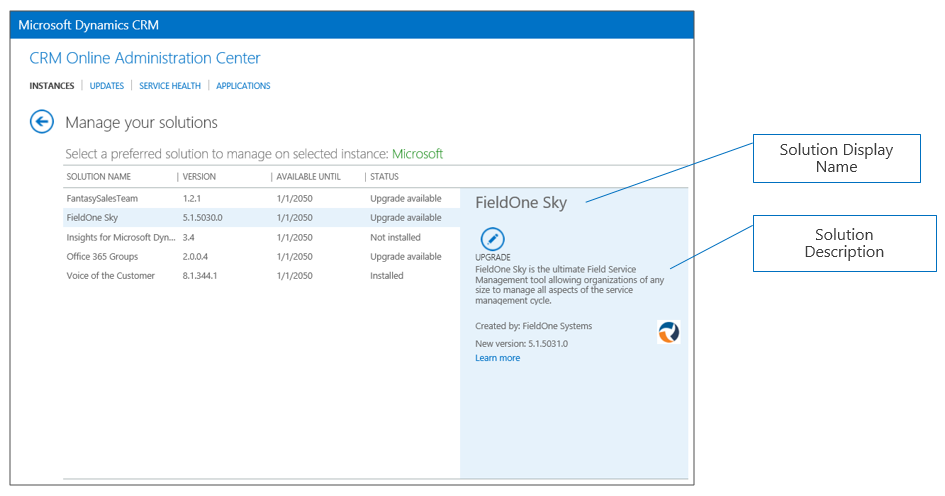 Microsoft Dynamics CRM
CRM Online Administration Center
INSTANCES | UPDATES | SERVICE HEALTH | APPLICATIONS
Manage your solutions
Select a preferred solution to manage on selected instance: Microsoft
SOLUTION NAME | VERSION | AVAILABLE UNTIL | STATUS
FantasySalesTeam 1.2.1 1/1/2050 Upgrade available
FieldOne Sky 5.1.5030.0 1/1/2050 Upgrade available
Insights for Microsoft Dyn... 3.4 1/1/2050 Not installed
Office 365 Groups 2.0.0.4 1/1/2050 Upgrade available
Voice of the Customer 8.1.344.1 1/1/2050 Installed
FieldOne Sky
UPGRADE
FieldOne Sky is the ultimate Field Service
Management tool allowing organizations of any
size to manage all aspects of the service
management cycle.
Created by: FieldOne Systems
New version: 5.1.5031.0
Learn more
Solution Display
Name
Solution
Description